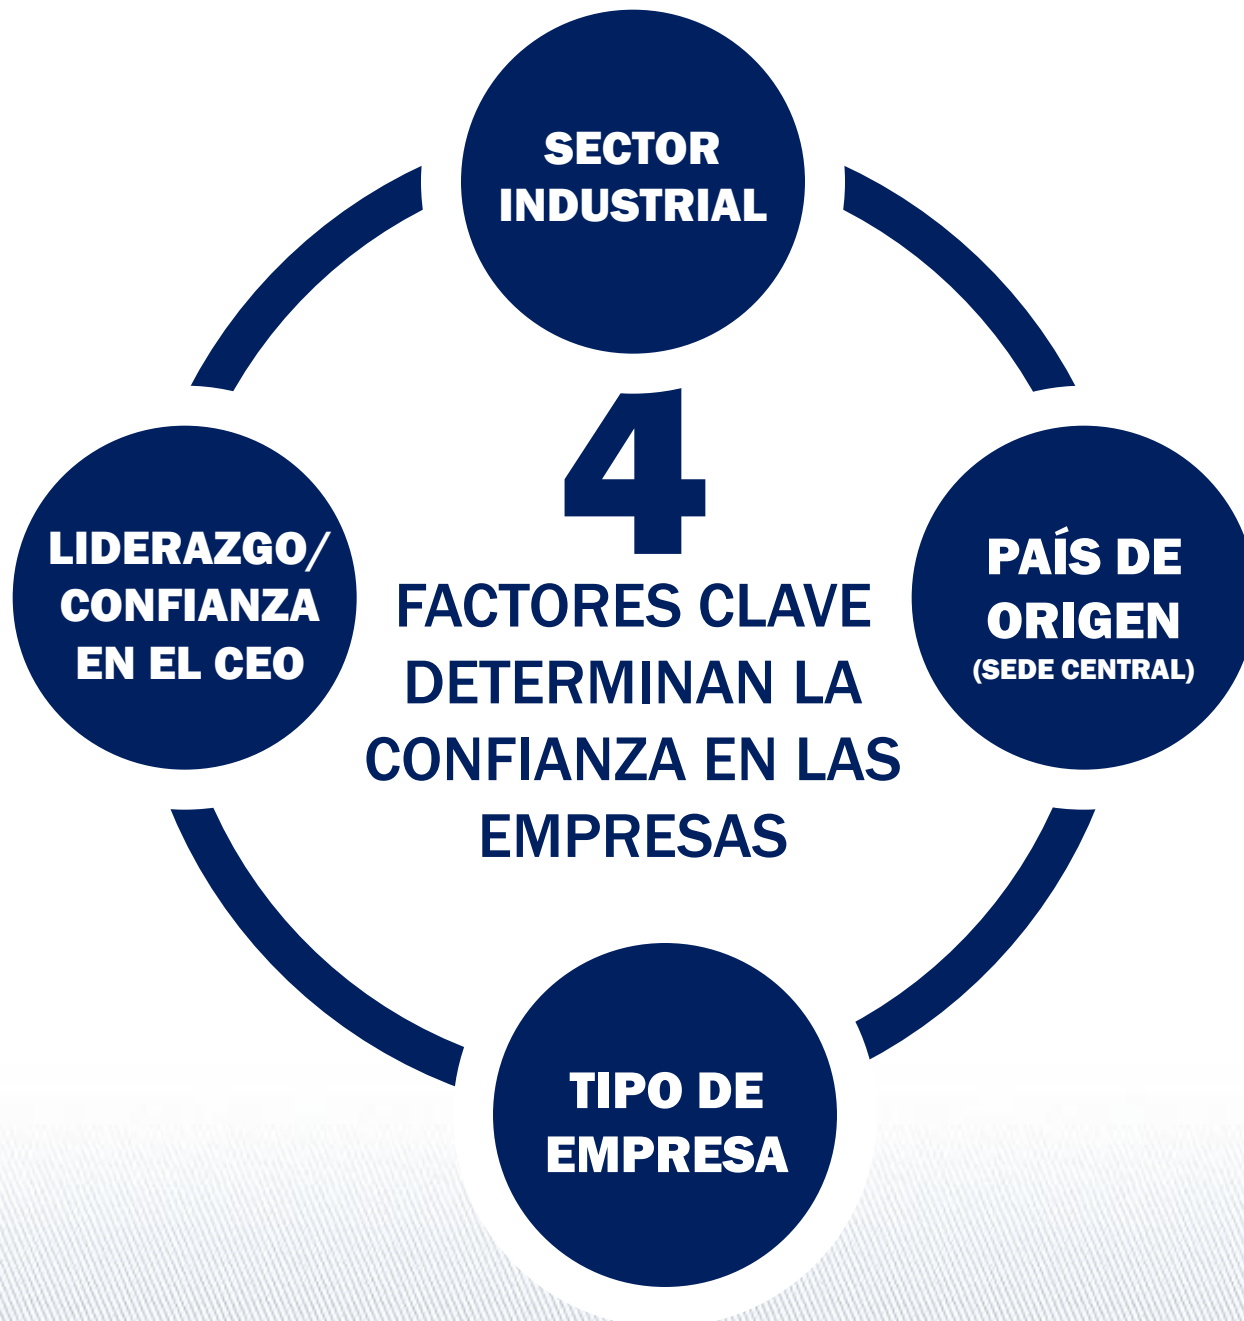 SECTOR
INDUSTRIAL
4
FACTORES CLAVE
DETERMINAN LA
CONFIANZA EN LAS
EMPRESAS
LIDERAZGO/
CONFIANZA
EN EL CEO
PAÍS DE
ORIGEN
(SEDE CENTRAL)
TIPO DE
EMPRESA